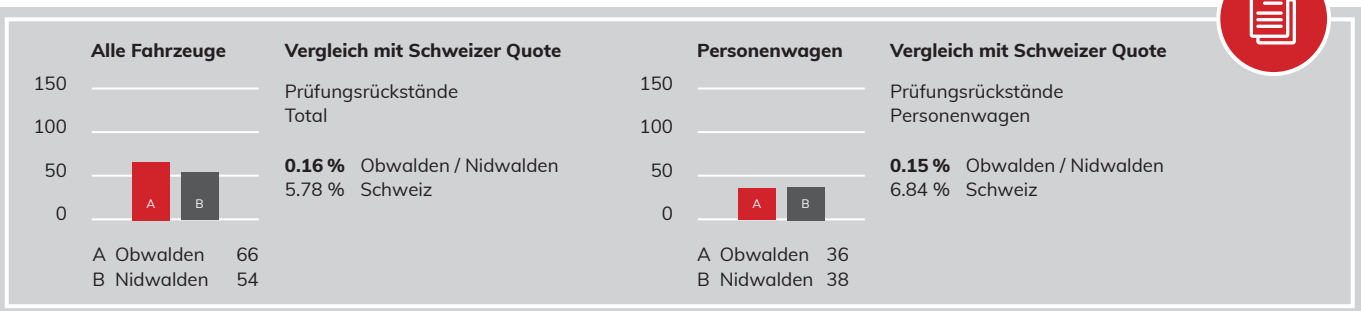 Alle Fahrzeuge
150
100
50
0
A
B
A Obwalden 66
B Nidwalden 54
Vergleich mit Schweizer Quote
Prüfungsrückstände
Total
0.16 % Obwalden / Nidwalden
5.78 % Schweiz
Personenwagen
150
100
50
0
A
B
A Obwalden 36
B Nidwalden 38
Vergleich mit Schweizer Quote
Prüfungsrückstände
Personenwagen
0.15 % Obwalden / Nidwalden
6.84 % Schweiz